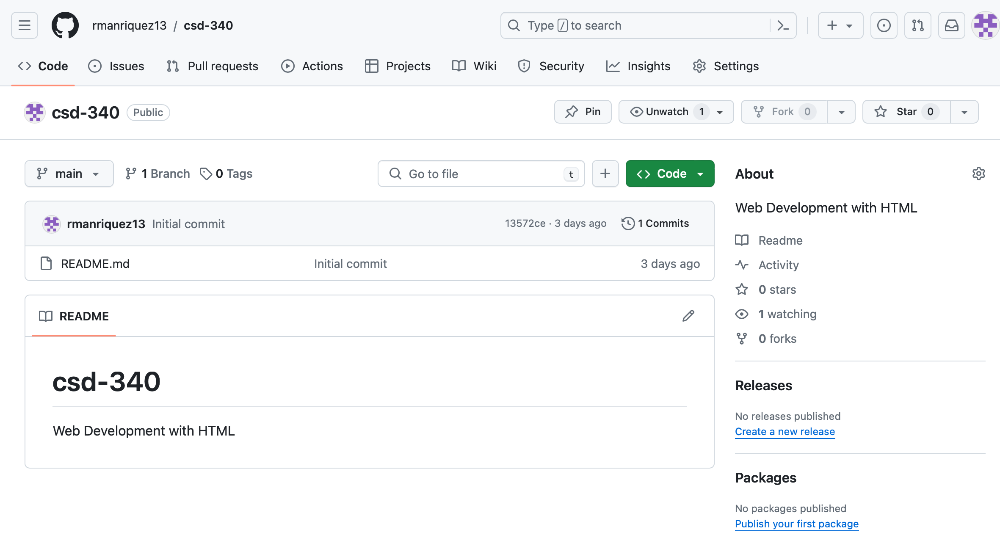 rmanriquez13 / csd-340
Type / to search
Code Issues Pull requests Actions Projects Wiki Security Insights Settings
csd-340 Public
Pin Unwatch 1 Fork 0 Star 0
main 1 Branch 0 Tags Go to file t Code
rmanriquez13 Initial commit 13572ce · 3 days ago 1 Commits
README.md Initial commit 3 days ago
README
csd-340
Web Development with HTML
About
Web Development with HTML
Readme
Activity
0 stars
1 watching
0 forks
Releases
No releases published
Create a new release
Packages
No packages published
Publish your first package